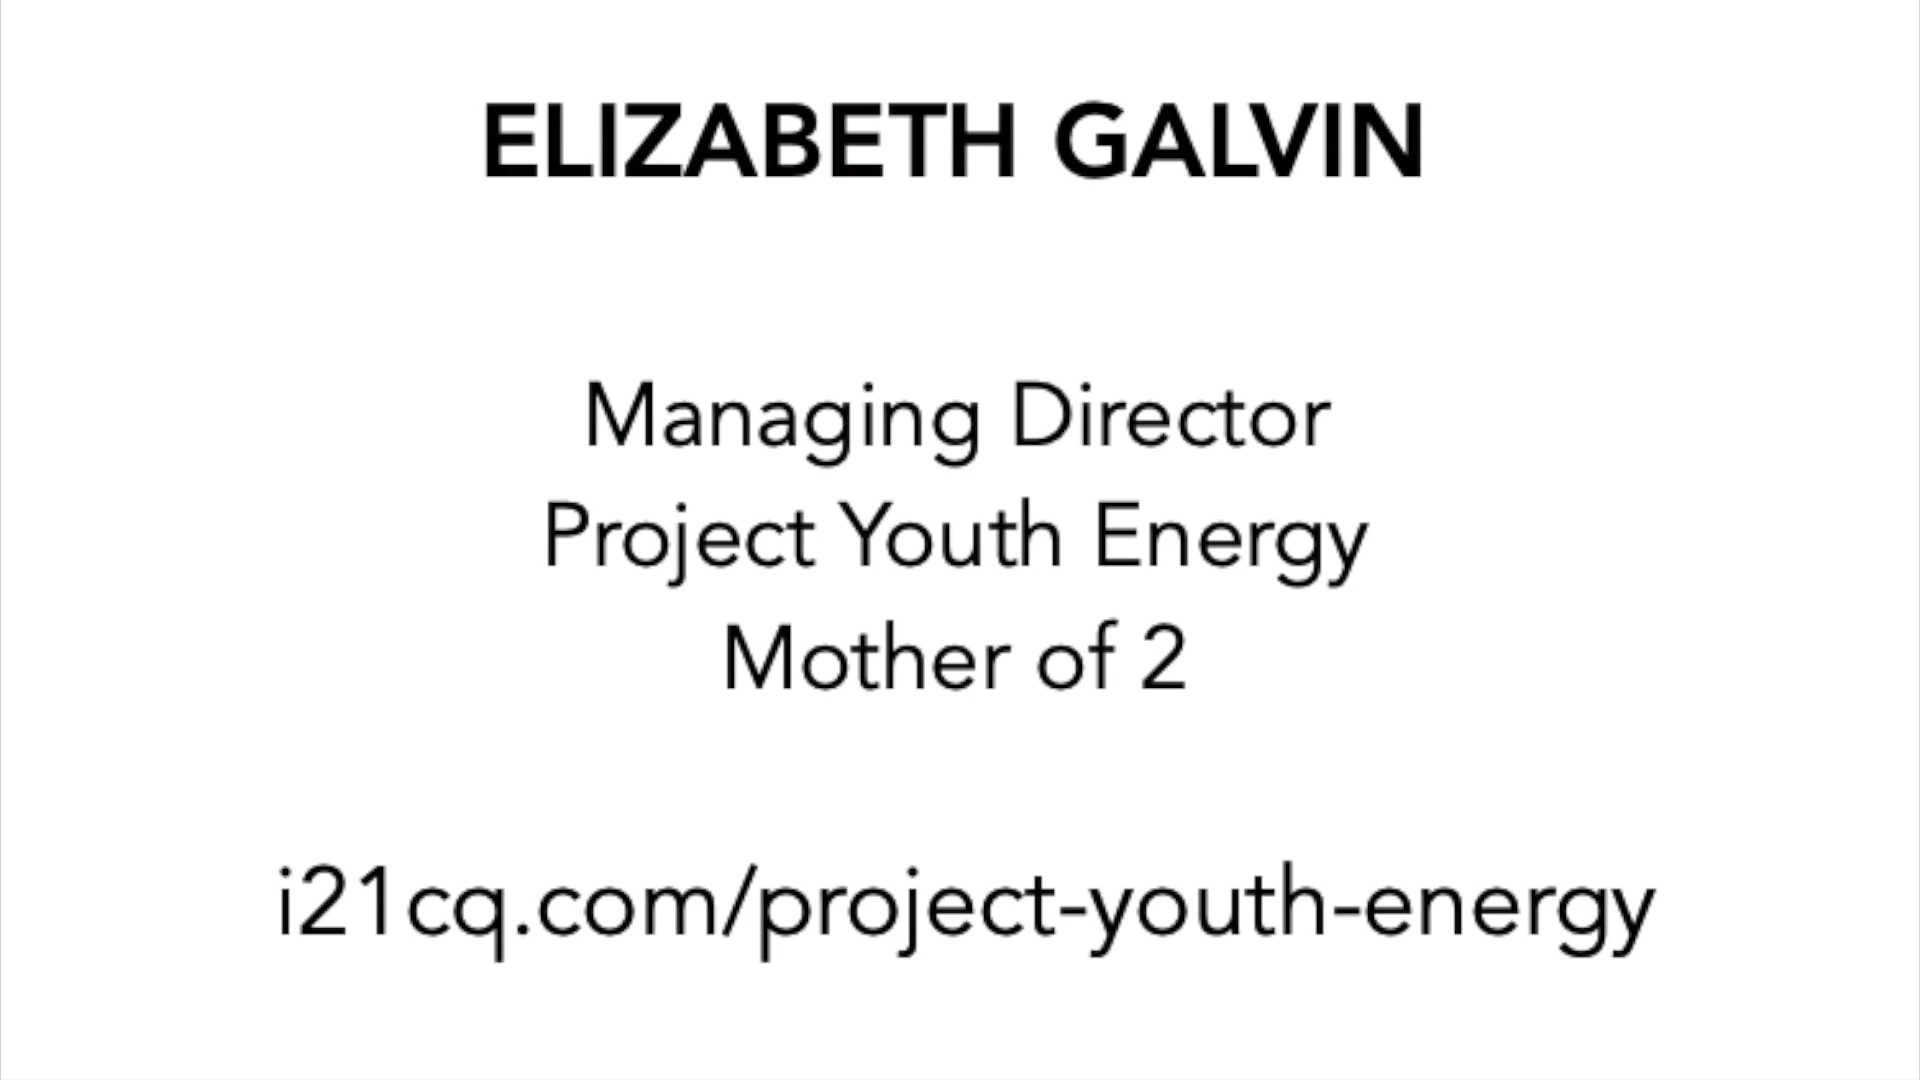 ELIZABETH GALVIN
Managing Director
Project Youth Energy
Mother of 2
i21cq.com/project-youth-energy